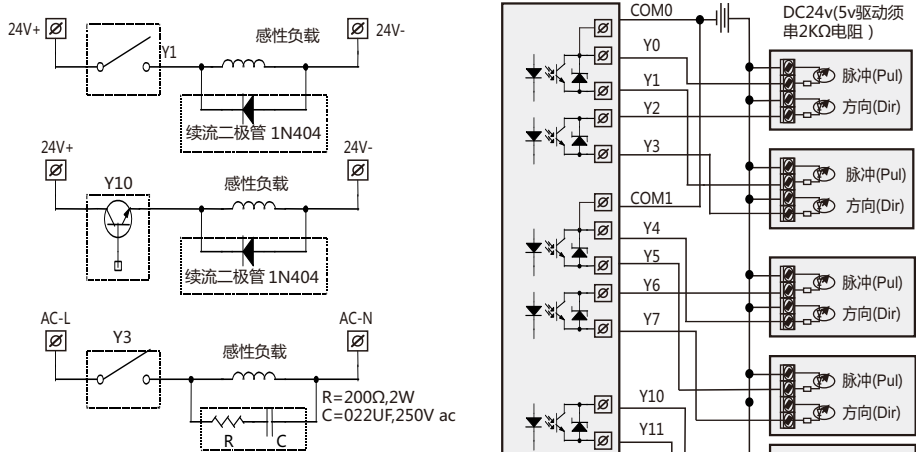 24V+
Y1
感性负载
24V-
续流二极管 1N404
24V+
Y10
感性负载
24V-
续流二极管 1N404
AC-L
Y3
感性负载
AC-N
R=200Ω,2W
C=022UF,250V ac
R
C
COM0
Y0
Y1
Y2
Y3
COM1
Y4
Y5
Y6
Y7
Y10
Y11
DC24v(5v驱动须
串2KΩ电阻 )
脉冲(Pul)
方向(Dir)
脉冲(Pul)
方向(Dir)
脉冲(Pul)
方向(Dir)
脉冲(Pul)
方向(Dir)